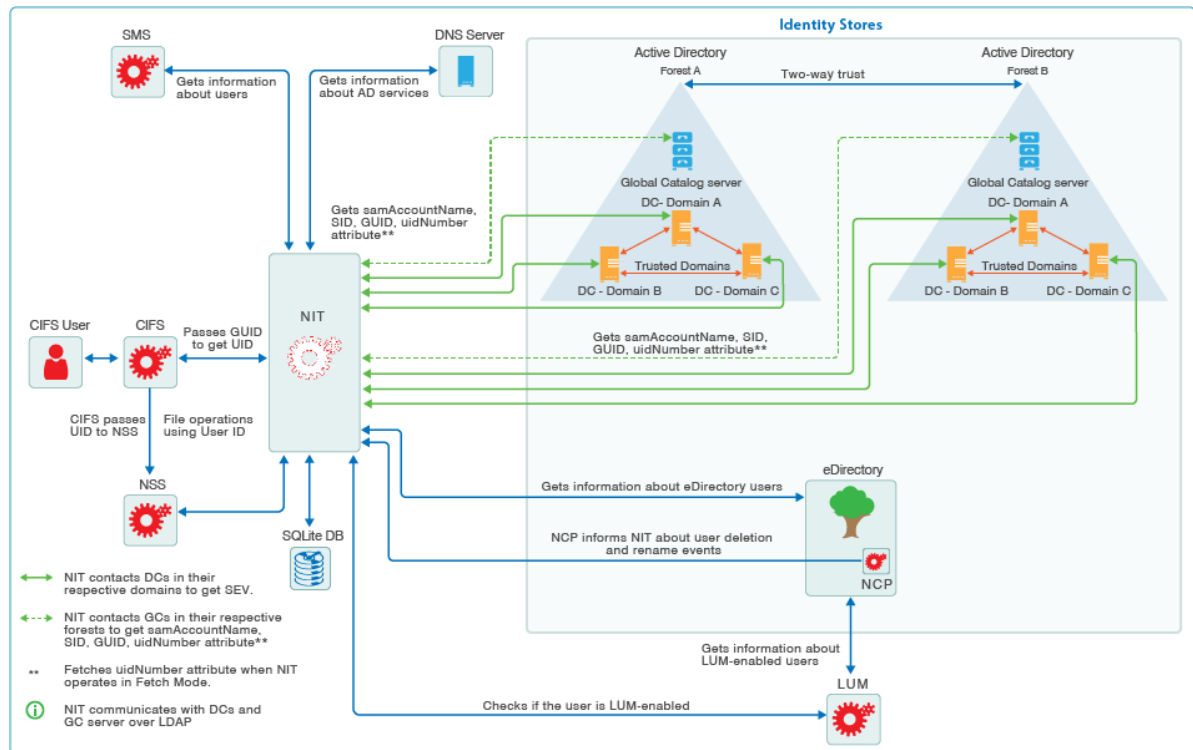 Identity Stores
SMS
DNS Server
Gets information
about users
Gets information
about AD services
Active Directory
Forest A
Two-way trust
Active Directory
Forest B
Global Catalog server
DC- Domain A
Trusted Domains
DC - Domain B
DC - Domain C
Global Catalog server
DC- Domain A
Trusted Domains
DC - Domain B
DC - Domain C
Gets samAccountName,
SID, GUID, uidNumber
attribute**
NIT
CIFS User
CIFS
Passes GUID
to get UID
Gets samAccountName, SID,
GUID, uidNumber attribute**
CIFS passes
UID to NSS
File operations
using User ID
NSS
SQLite DB
eDirectory
Gets information about eDirectory users
NCP informs NIT about user deletion
and rename events
NCP
Gets information about
LUM-enabled users
LUM
Checks if the user is LUM-enabled
NIT contacts DCs in their
respective domains to get SEV.
NIT contacts GCs in their respective
forests to get samAccountName,
SID, GUID, uidNumber attribute**
** Fetches uidNumber attribute when NIT
operates in Fetch Mode.
NIT communicates with DCs and
GC server over LDAP